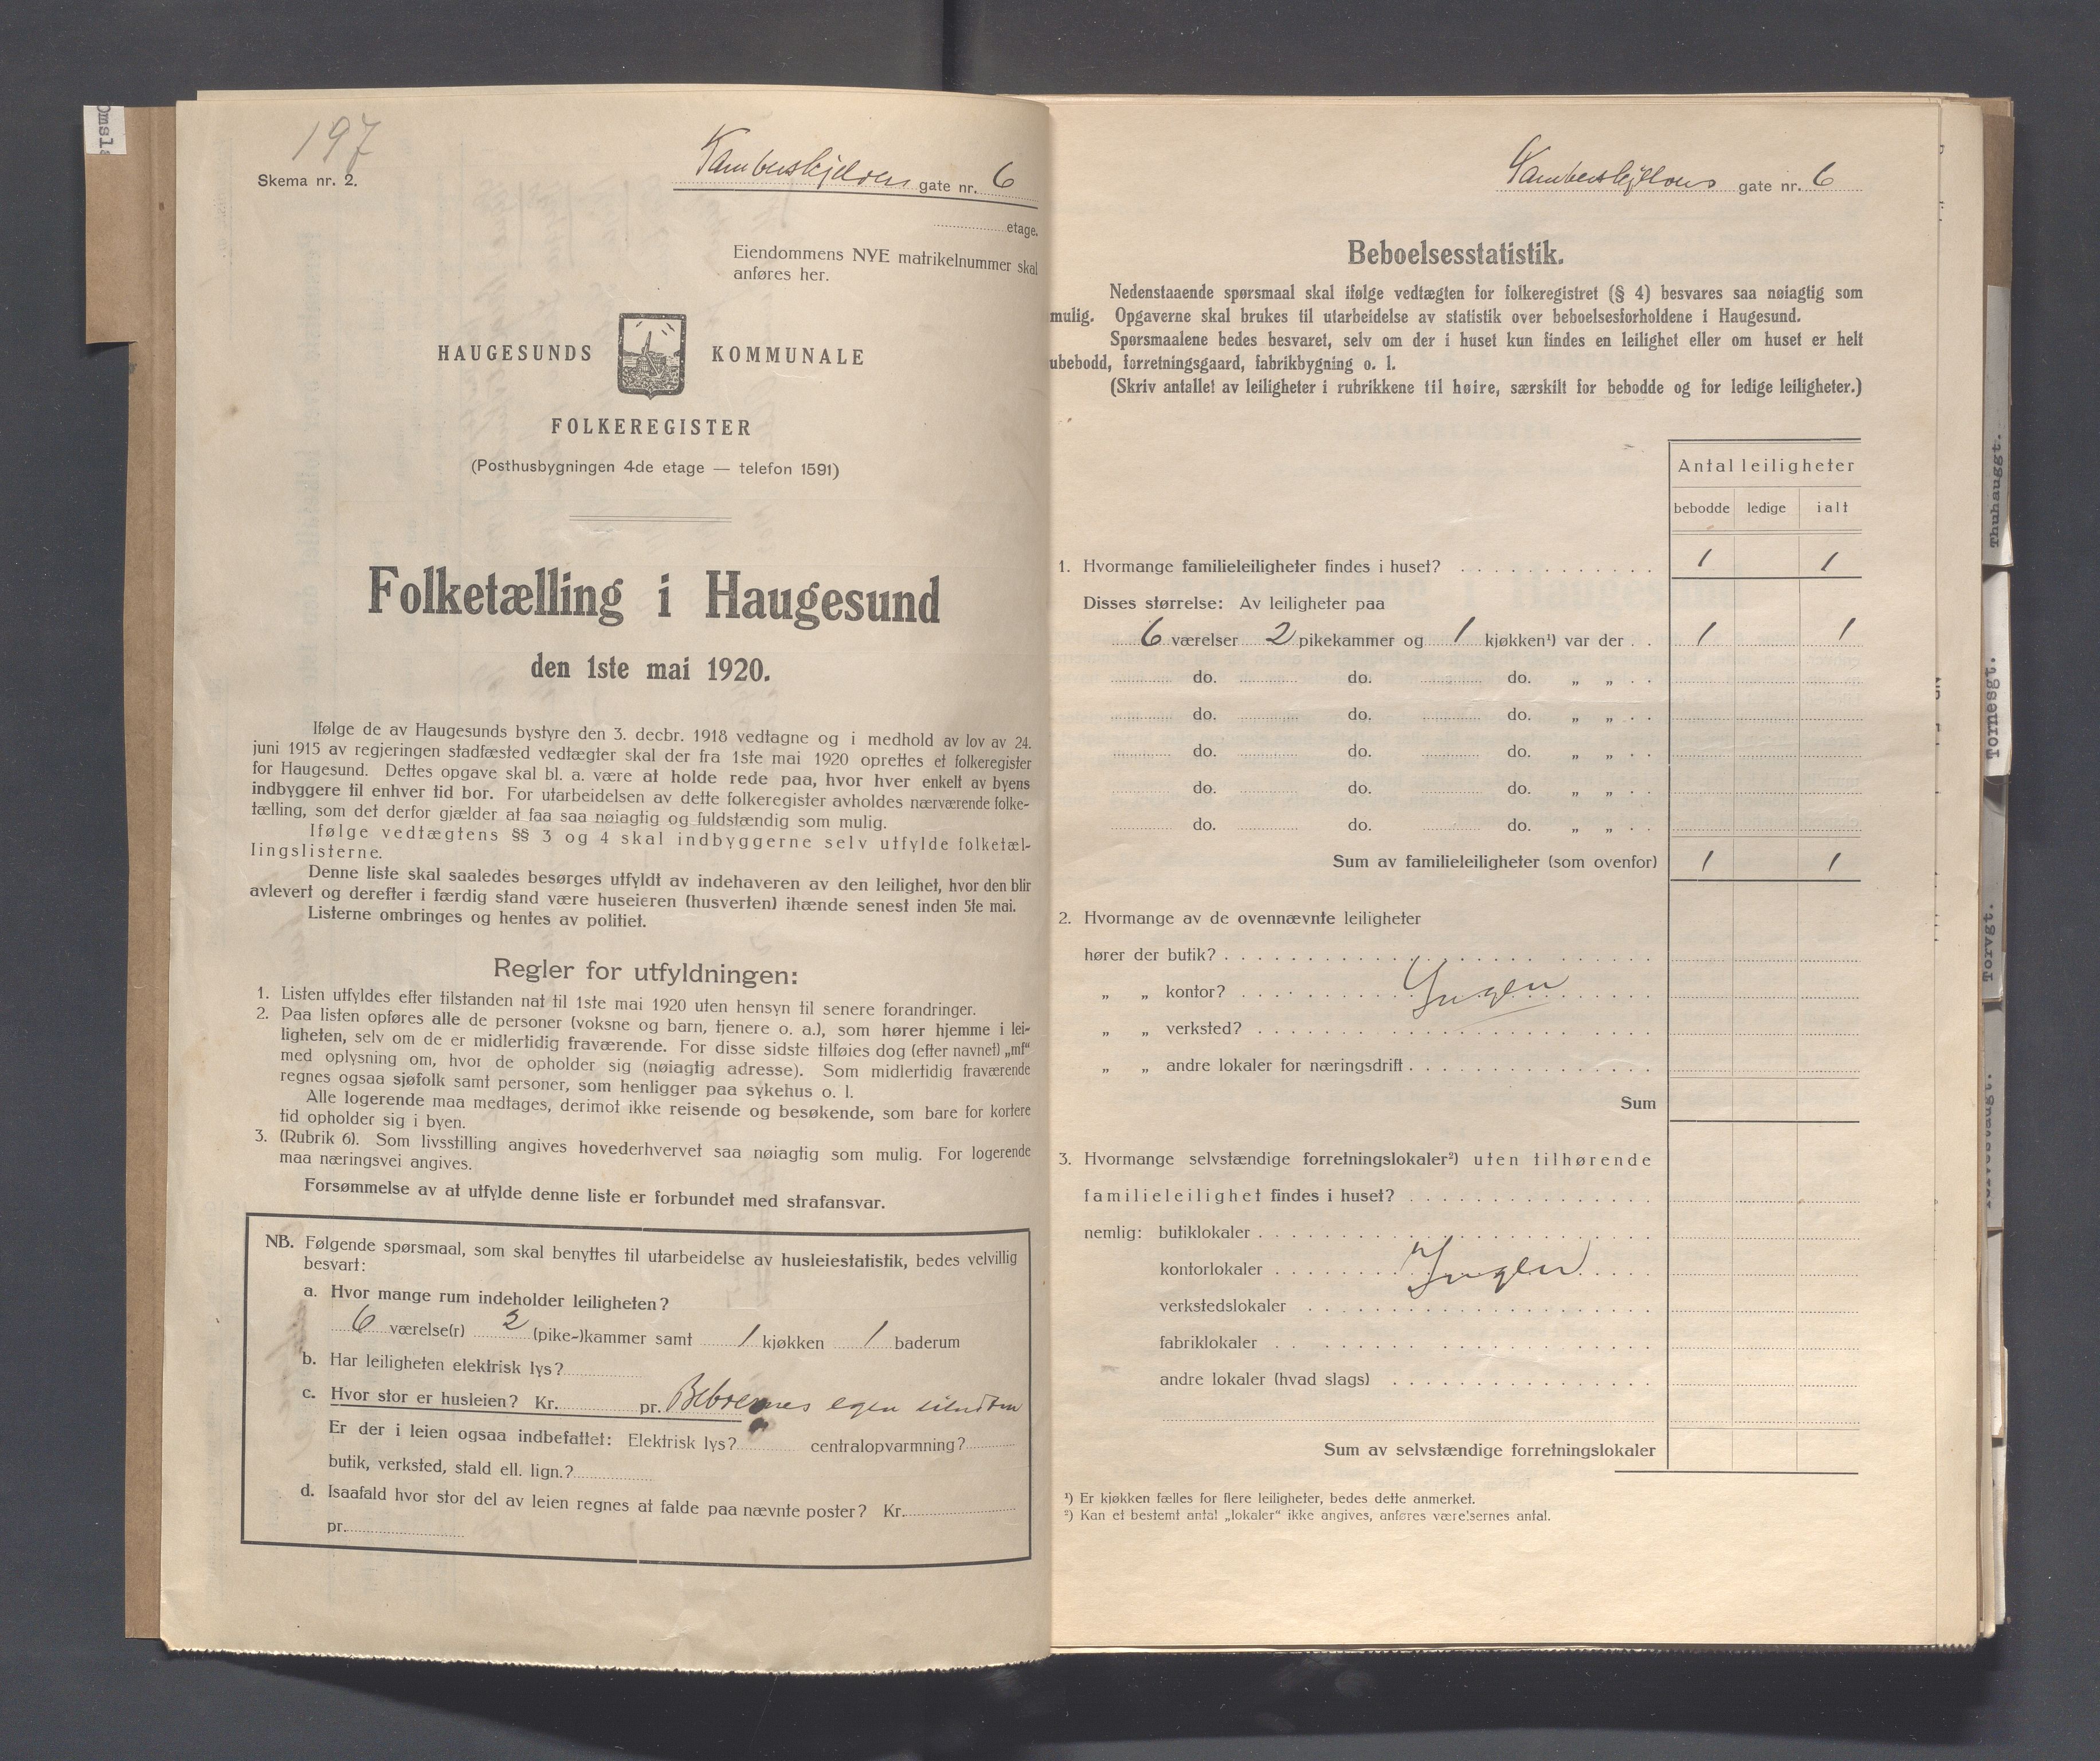 197
Skema nr. 2.
Tambarskjelvers gate nr. 6
etage.
Eiendommens NYE matrikelnummer skal
anføres her.
HAUGESUNDS KOMMUNALE
FOLKEREGISTER
(Posthusbygningen 4de etage — telefon 1591)
Folketælling i Haugesund
den 1ste mai 1920.
Ifølge de av Haugesunds bystyre den 3. decbr. 1918 vedtagne og i medhold av lov av 24.
juni 1915 av regjeringen stadfæsted vedtægter skal der fra 1ste mai 1920 oprettes et folkeregister
for Haugesund. Dettes opgave skal bl. a. være at holde rede paa, hvor hver enkelt av byens
indbyggere til enhver tid bor. For utarbeidelsen av dette folkeregister avholdes nærværende folke-
tælling, som det derfor gjælder at faa saa nøiagtig og fuldstændig som mulig.
Ifølge vedtægtens §§ 3 og 4 skal indbyggerne selv utfylde folketæl-
lingslisterne.
Denne liste skal saaledes besørges utfyldt av indehaveren av den leilighet, hvor den blir
avlevert og derefter i færdig stand være huseieren (husverten) ihænde senest inden 5te mai.
Listerne ombringes og hentes av politiet.
Regler for utfyldningen:
1. Listen utfyldes efter tilstanden nat til 1ste mai 1920 uten hensyn til senere forandringer.
2. Paa listen opføres alle de personer (voksne og barn, tjenere o. a.), som hører hjemme i lei-
ligheten, selv om de er midlertidig fraværende. For disse sidste tilføies dog (efter navnet) „mf“
med oplysning om, hvor de opholder sig (nøiagtig adresse). Som midlertidig fraværende
regnes ogsaa sjøfolk samt personer, som henligger paa sykehus o. l.
Alle logerende maa medtages, derimot ikke reisende og besøkende, som bare for kortere
tid opholder sig i byen.
3. (Rubrik 6). Som livsstilling angives hovederhvervet saa nøiagtig som mulig. For logerende
maa næringsvei angives.
Forsømmelse av at utfylde denne liste er forbundet med strafansvar.
NB. Følgende spørsmaal, som skal benyttes til utarbeidelse av husleiestatistik, bedes velvillig
besvart:
a. Hvor mange rum indeholder leiligheten?
6 værelse(r) 2 (pike-)kammer samt 1 kjøkken 1 baderum
b. Har leiligheten elektrisk lys?
c. Hvor stor er husleien? Kr. pr. Beboernes egen eiendom
Er der i leien ogsaa indbefattet: Elektrisk lys? centralopvarmning?
butik, verksted, stald ell. lign.?
d. Isaafald hvor stor del av leien regnes at falde paa nævnte poster? Kr.
pr.
Tambarskjelvers gate nr. 6
Beboelsesstatistik.
Nedenstaaende spørsmaal skal ifølge vedtægten for folkeregistret (§ 4) besvares saa nøiagtig som
mulig. Opgaverne skal brukes til utarbeidelse av statistik over beboelsesforholdene i Haugesund.
Spørsmaalene bedes besvaret, selv om der i huset kun findes en leilighet eller om huset er helt
ubebodd, forretningsgaard, fabrikbygning o. l.
(Skriv antallet av leiligheter i rubrikkene til høire, særskilt for bebodde og for ledige leiligheter.)
Antal leiligheter
bebodde ledige ialt
1. Hvormange familieleiligheter findes i huset? 1 1
Disses størrelse: Av leiligheter paa
6 værelser 2 pikekammer og 1 kjøkken¹) var der 1 1
do. do. do. „ „
do. do. do. „ „
do. do. do. „ „
do. do. do. „ „
do. do. do. „ „
Sum av familieleiligheter (som ovenfor) 1 1
2. Hvormange av de ovennævnte leiligheter
hører der butik?
„ „ kontor? Ingen
„ „ verksted?
„ „ andre lokaler for næringsdrift
Sum
3. Hvormange selvstændige forretningslokaler²) uten tilhørende
familieleilighet findes i huset?
nemlig: butiklokaler
kontorlokaler Ingen
verkstedslokaler
fabriklokaler
andre lokaler (hvad slags)
Sum av selvstændige forretningslokaler
¹) Er kjøkken fælles for flere leiligheter, bedes dette anmerket.
²) Kan et bestemt antal „lokaler“ ikke angives, anføres værelsernes antal.
Thuhauggt.
Tornesgt.
Torvgt.